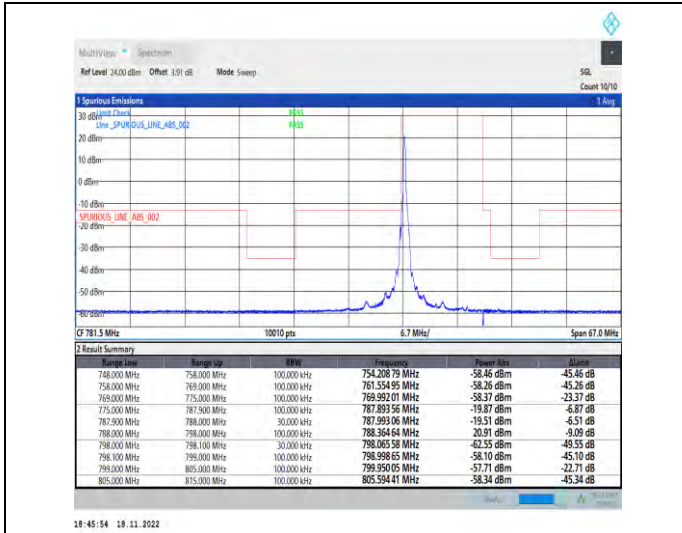 MultiView Spectrum
Ref Level 24.00 dBm Offset 3.91 dB Mode Sweep SGL
Count 10/10
1 Spurious Emissions 1 Avg
30 dBm Limit Check PASS
Line _SPURIOUS_LINE_ABS_002 PASS
20 dBm
10 dBm
0 dBm
-10 dBm
SPURIOUS_LINE_ABS_002
-20 dBm
-30 dBm
-40 dBm
-50 dBm
-60 dBm
CF 781.5 MHz 10010 pts 6.7 MHz/ Span 67.0 MHz
2 Result Summary
Range Low Range Up RBW Frequency Power Abs ΔLimit
748.000 MHz 758.000 MHz 100.000 kHz 754.208 79 MHz -58.46 dBm -45.46 dB
758.000 MHz 769.000 MHz 100.000 kHz 761.554 95 MHz -58.26 dBm -45.26 dB
769.000 MHz 775.000 MHz 100.000 kHz 769.992 01 MHz -58.37 dBm -23.37 dB
775.000 MHz 787.900 MHz 100.000 kHz 787.893 56 MHz -19.87 dBm -6.87 dB
787.900 MHz 788.000 MHz 30.000 kHz 787.993 06 MHz -19.51 dBm -6.51 dB
788.000 MHz 798.000 MHz 100.000 kHz 788.364 64 MHz 20.91 dBm -9.09 dB
798.000 MHz 798.100 MHz 30.000 kHz 798.065 58 MHz -62.55 dBm -49.55 dB
798.100 MHz 799.000 MHz 100.000 kHz 798.998 65 MHz -58.10 dBm -45.10 dB
799.000 MHz 805.000 MHz 100.000 kHz 799.950 05 MHz -57.71 dBm -22.71 dB
805.000 MHz 815.000 MHz 100.000 kHz 805.594 41 MHz -58.34 dBm -45.34 dB
18:45:54 18.11.2022